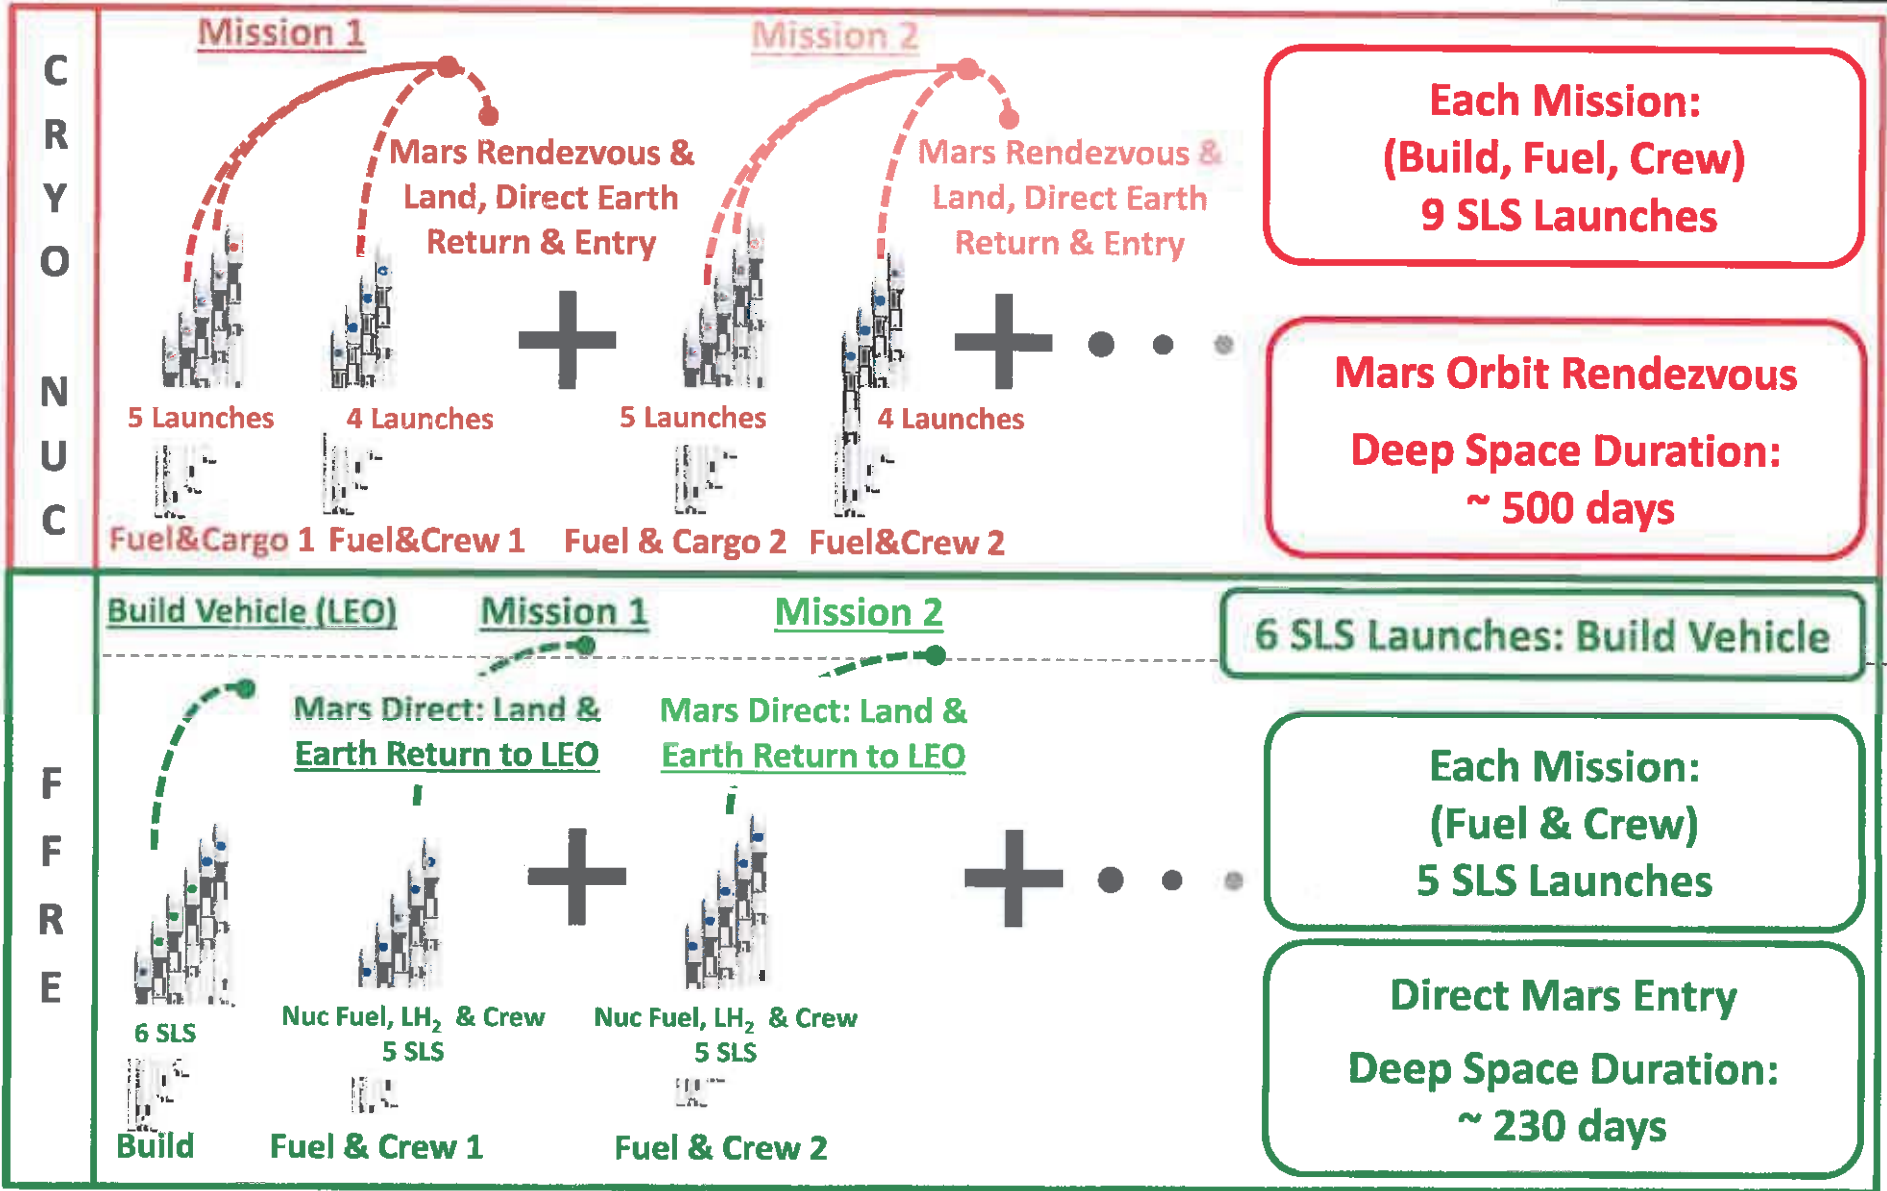 CRYO NUC
Mission 1
Mission 2
Mars Rendezvous &
Land, Direct Earth
Return & Entry
Mars Rendezvous &
Land, Direct Earth
Return & Entry
5 Launches
4 Launches
5 Launches
4 Launches
Fuel&Cargo 1
Fuel&Crew 1
Fuel & Cargo 2
Fuel&Crew 2
Each Mission:
(Build, Fuel, Crew)
9 SLS Launches
Mars Orbit Rendezvous
Deep Space Duration:
~ 500 days
FFRE
Build Vehicle (LEO)
Mission 1
Mission 2
Mars Direct: Land &
Earth Return to LEO
Mars Direct: Land &
Earth Return to LEO
6 SLS
Nuc Fuel, LH₂ & Crew
5 SLS
Nuc Fuel, LH₂ & Crew
5 SLS
Build
Fuel & Crew 1
Fuel & Crew 2
6 SLS Launches: Build Vehicle
Each Mission:
(Fuel & Crew)
5 SLS Launches
Direct Mars Entry
Deep Space Duration:
~ 230 days